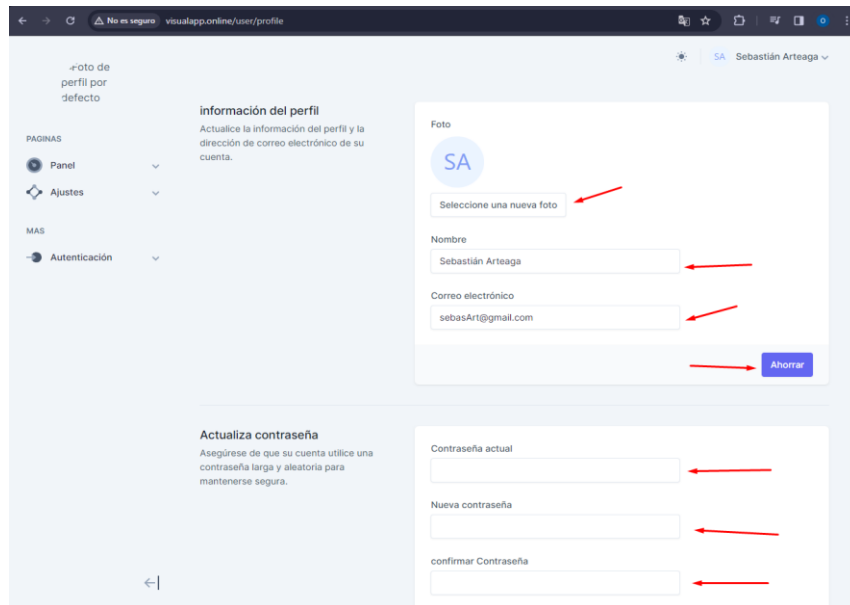 No es seguro visualapp.online/user/profile
SA Sebastián Arteaga
Foto de
perfil por
defecto
PAGINAS
Panel
Ajustes
MAS
Autenticación
información del perfil
Actualice la información del perfil y la
dirección de correo electrónico de su
cuenta.
Foto
SA
Seleccione una nueva foto
Nombre
Sebastián Arteaga
Correo electrónico
sebasArt@gmail.com
Ahorrar
Actualiza contraseña
Asegúrese de que su cuenta utilice una
contraseña larga y aleatoria para
mantenerse segura.
Contraseña actual
Nueva contraseña
confirmar Contraseña